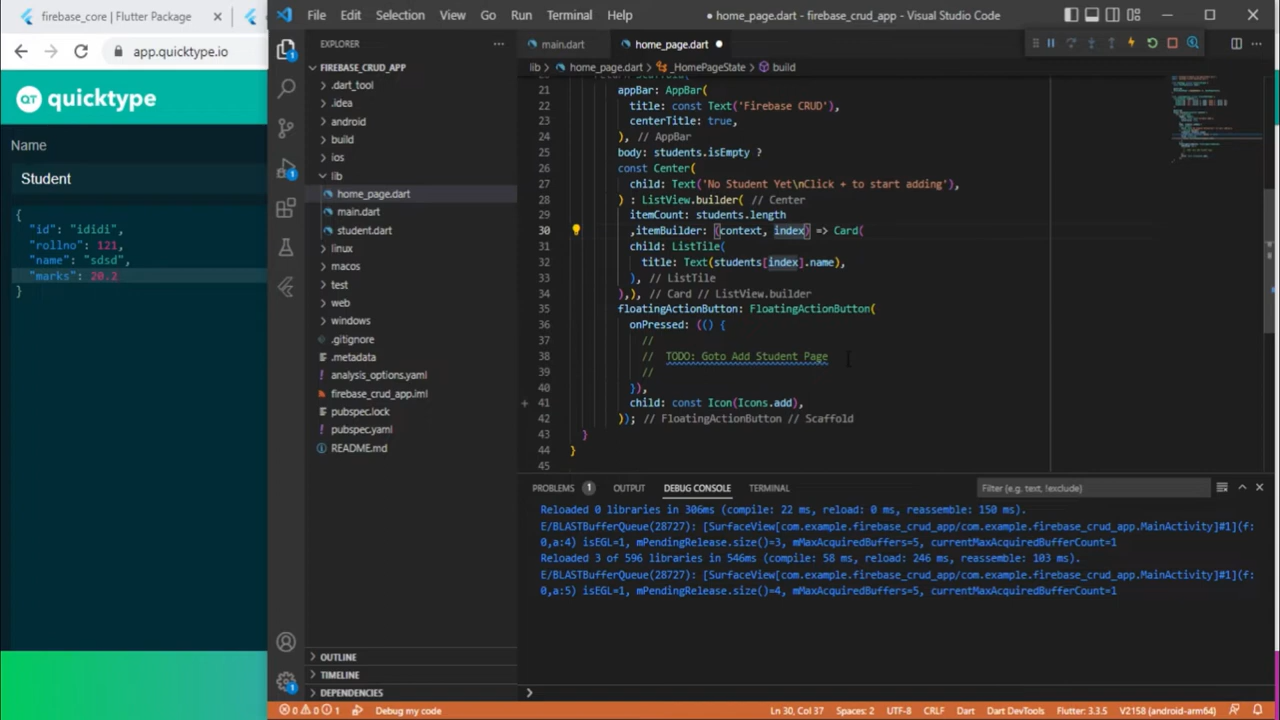 firebase_core | Flutter Package
app.quicktype.io
quicktype
Name
Student
{
"id": "ididi",
"rollno": 121,
"name": "sdsd",
"marks": 20.2
}
File Edit Selection View Go Run Terminal Help
● home_page.dart - firebase_crud_app - Visual Studio Code
EXPLORER
FIREBASE_CRUD_APP
.dart_tool
.idea
android
build
ios
lib
home_page.dart
main.dart
student.dart
linux
macos
test
web
windows
.gitignore
.metadata
analysis_options.yaml
firebase_crud_app.iml
pubspec.lock
pubspec.yaml
README.md
OUTLINE
TIMELINE
DEPENDENCIES
main.dart home_page.dart
lib > home_page.dart > _HomePageState > build
21 appBar: AppBar(
22 title: const Text('Firebase CRUD'),
23 centerTitle: true,
24 ), // AppBar
25 body: students.isEmpty ?
26 const Center(
27 child: Text('No Student Yet\nClick + to start adding'),
28 ) : ListView.builder( // Center
29 itemCount: students.length
30 ,itemBuilder: (context, index) => Card(
31 child: ListTile(
32 title: Text(students[index].name),
33 ), // ListTile
34 ),), // Card // ListView.builder
35 floatingActionButton: FloatingActionButton(
36 onPressed: (() {
37 //
38 // TODO: Goto Add Student Page
39 //
40 }),
41 child: const Icon(Icons.add),
42 )); // FloatingActionButton // Scaffold
43 }
44 }
45
PROBLEMS 1 OUTPUT DEBUG CONSOLE TERMINAL
Filter (e.g. text, !exclude)
Reloaded 0 libraries in 306ms (compile: 22 ms, reload: 0 ms, reassemble: 150 ms).
E/BLASTBufferQueue(28727): [SurfaceView[com.example.firebase_crud_app/com.example.firebase_crud_app.MainActivity]#1](f:
0,a:4) isEGL=1, mPendingRelease.size()=3, mMaxAcquiredBuffers=5, currentMaxAcquiredBufferCount=1
Reloaded 3 of 596 libraries in 546ms (compile: 58 ms, reload: 246 ms, reassemble: 103 ms).
E/BLASTBufferQueue(28727): [SurfaceView[com.example.firebase_crud_app/com.example.firebase_crud_app.MainActivity]#1](f:
0,a:5) isEGL=1, mPendingRelease.size()=4, mMaxAcquiredBuffers=5, currentMaxAcquiredBufferCount=1
0 0 1 Debug my code Ln 30, Col 37 Spaces: 2 UTF-8 CRLF Dart Dart DevTools Flutter: 3.3.5 V2158 (android-arm64)